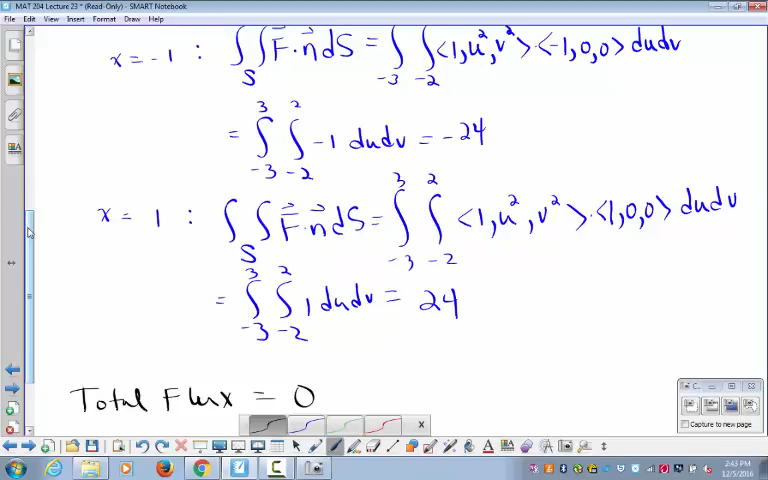 MAT 204 Lecture 23 * (Read-Only) - SMART Notebook
File Edit View Insert Format Draw Help
x = -1 : ∫∫_S F⃗ · n⃗ dS = ∫_{-3} ∫_{-2} <1, u², v²> · <-1, 0, 0> du dv
= ∫_{-3}^{3} ∫_{-2}^{2} -1 du dv = -24
x = 1 : ∫∫_S F⃗ · n⃗ dS = ∫_{-3}^{3} ∫_{-2}^{2} <1, u², v²> · <1, 0, 0> du dv
= ∫_{-3}^{3} ∫_{-2}^{2} 1 du dv = 24
Total Flux = 0
Capture to new page
2:43 PM
12/5/2016